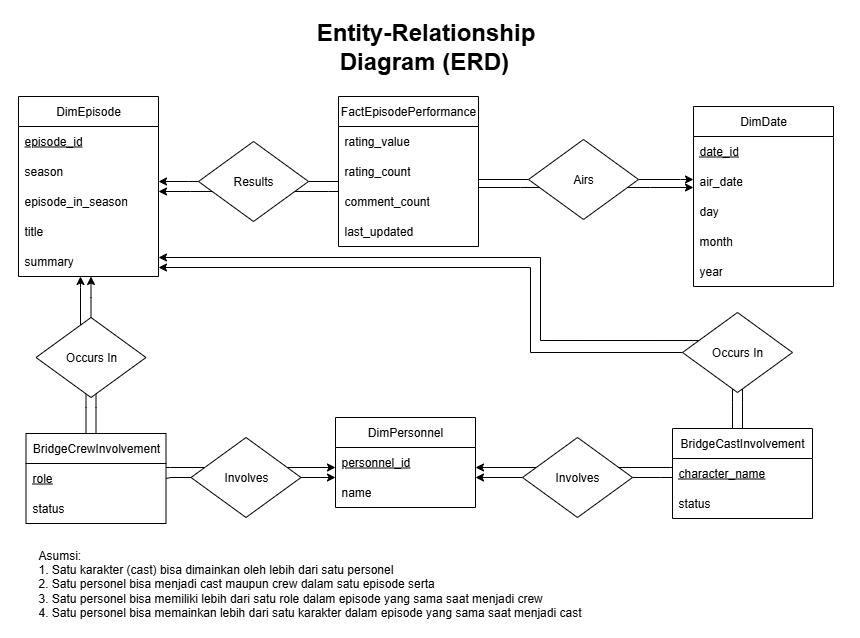 Entity-Relationship
Diagram (ERD)
DimEpisode
episode_id
season
episode_in_season
title
summary
Results
FactEpisodePerformance
rating_value
rating_count
comment_count
last_updated
Airs
DimDate
date_id
air_date
day
month
year
Occurs In
Occurs In
BridgeCrewInvolvement
role
status
Involves
DimPersonnel
personnel_id
name
Involves
BridgeCastInvolvement
character_name
status
Asumsi:
1. Satu karakter (cast) bisa dimainkan oleh lebih dari satu personel
2. Satu personel bisa menjadi cast maupun crew dalam satu episode serta
3. Satu personel bisa memiliki lebih dari satu role dalam episode yang sama saat menjadi crew
4. Satu personel bisa memainkan lebih dari satu karakter dalam episode yang sama saat menjadi cast